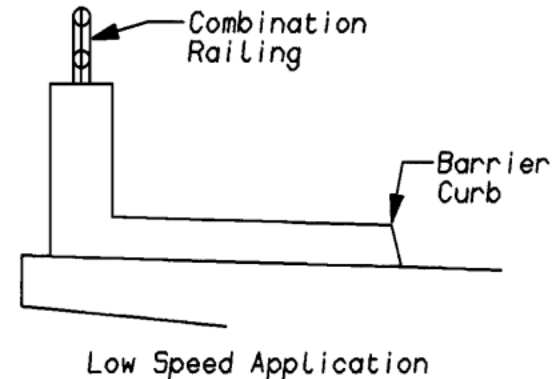 Combination
Railing
Barrier
Curb
Low Speed Application